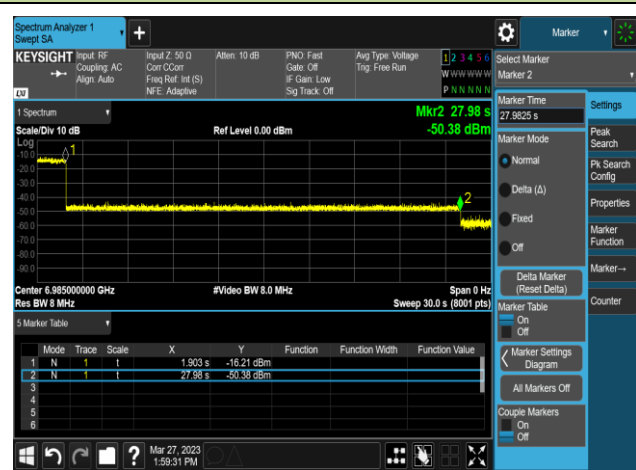 Spectrum Analyzer 1
Swept SA
+
Marker
KEYSIGHT
Input: RF
Coupling: AC
Align: Auto
Input Z: 50 Ω
Corr CCorr
Freq Ref: Int (S)
NFE: Adaptive
Atten: 10 dB
PNO: Fast
Gate: Off
IF Gain: Low
Sig Track: Off
Avg Type: Voltage
Trig: Free Run
1 2 3 4 5 6
W W W W W W
P N N N N N
LXI
Select Marker
Marker 2
1 Spectrum
Mkr2 27.98 s
Scale/Div 10 dB
Ref Level 0.00 dBm
-50.38 dBm
Log
-10.0
-20.0
-30.0
-40.0
-50.0
-60.0
-70.0
-80.0
-90.0
1
2
Center 6.985000000 GHz
#Video BW 8.0 MHz
Span 0 Hz
Res BW 8 MHz
Sweep 30.0 s (8001 pts)
5 Marker Table
Mode Trace Scale X Y Function Function Width Function Value
1 N 1 t 1.903 s -16.21 dBm
2 N 1 t 27.98 s -50.38 dBm
3
4
5
6
Marker Time
27.9825 s
Marker Mode
Normal
Delta (Δ)
Fixed
Off
Delta Marker
(Reset Delta)
Marker Table
On
Off
Marker Settings
Diagram
All Markers Off
Couple Markers
On
Off
Settings
Peak
Search
Pk Search
Config
Properties
Marker
Function
Marker→
Counter
?
Mar 27, 2023
1:59:31 PM